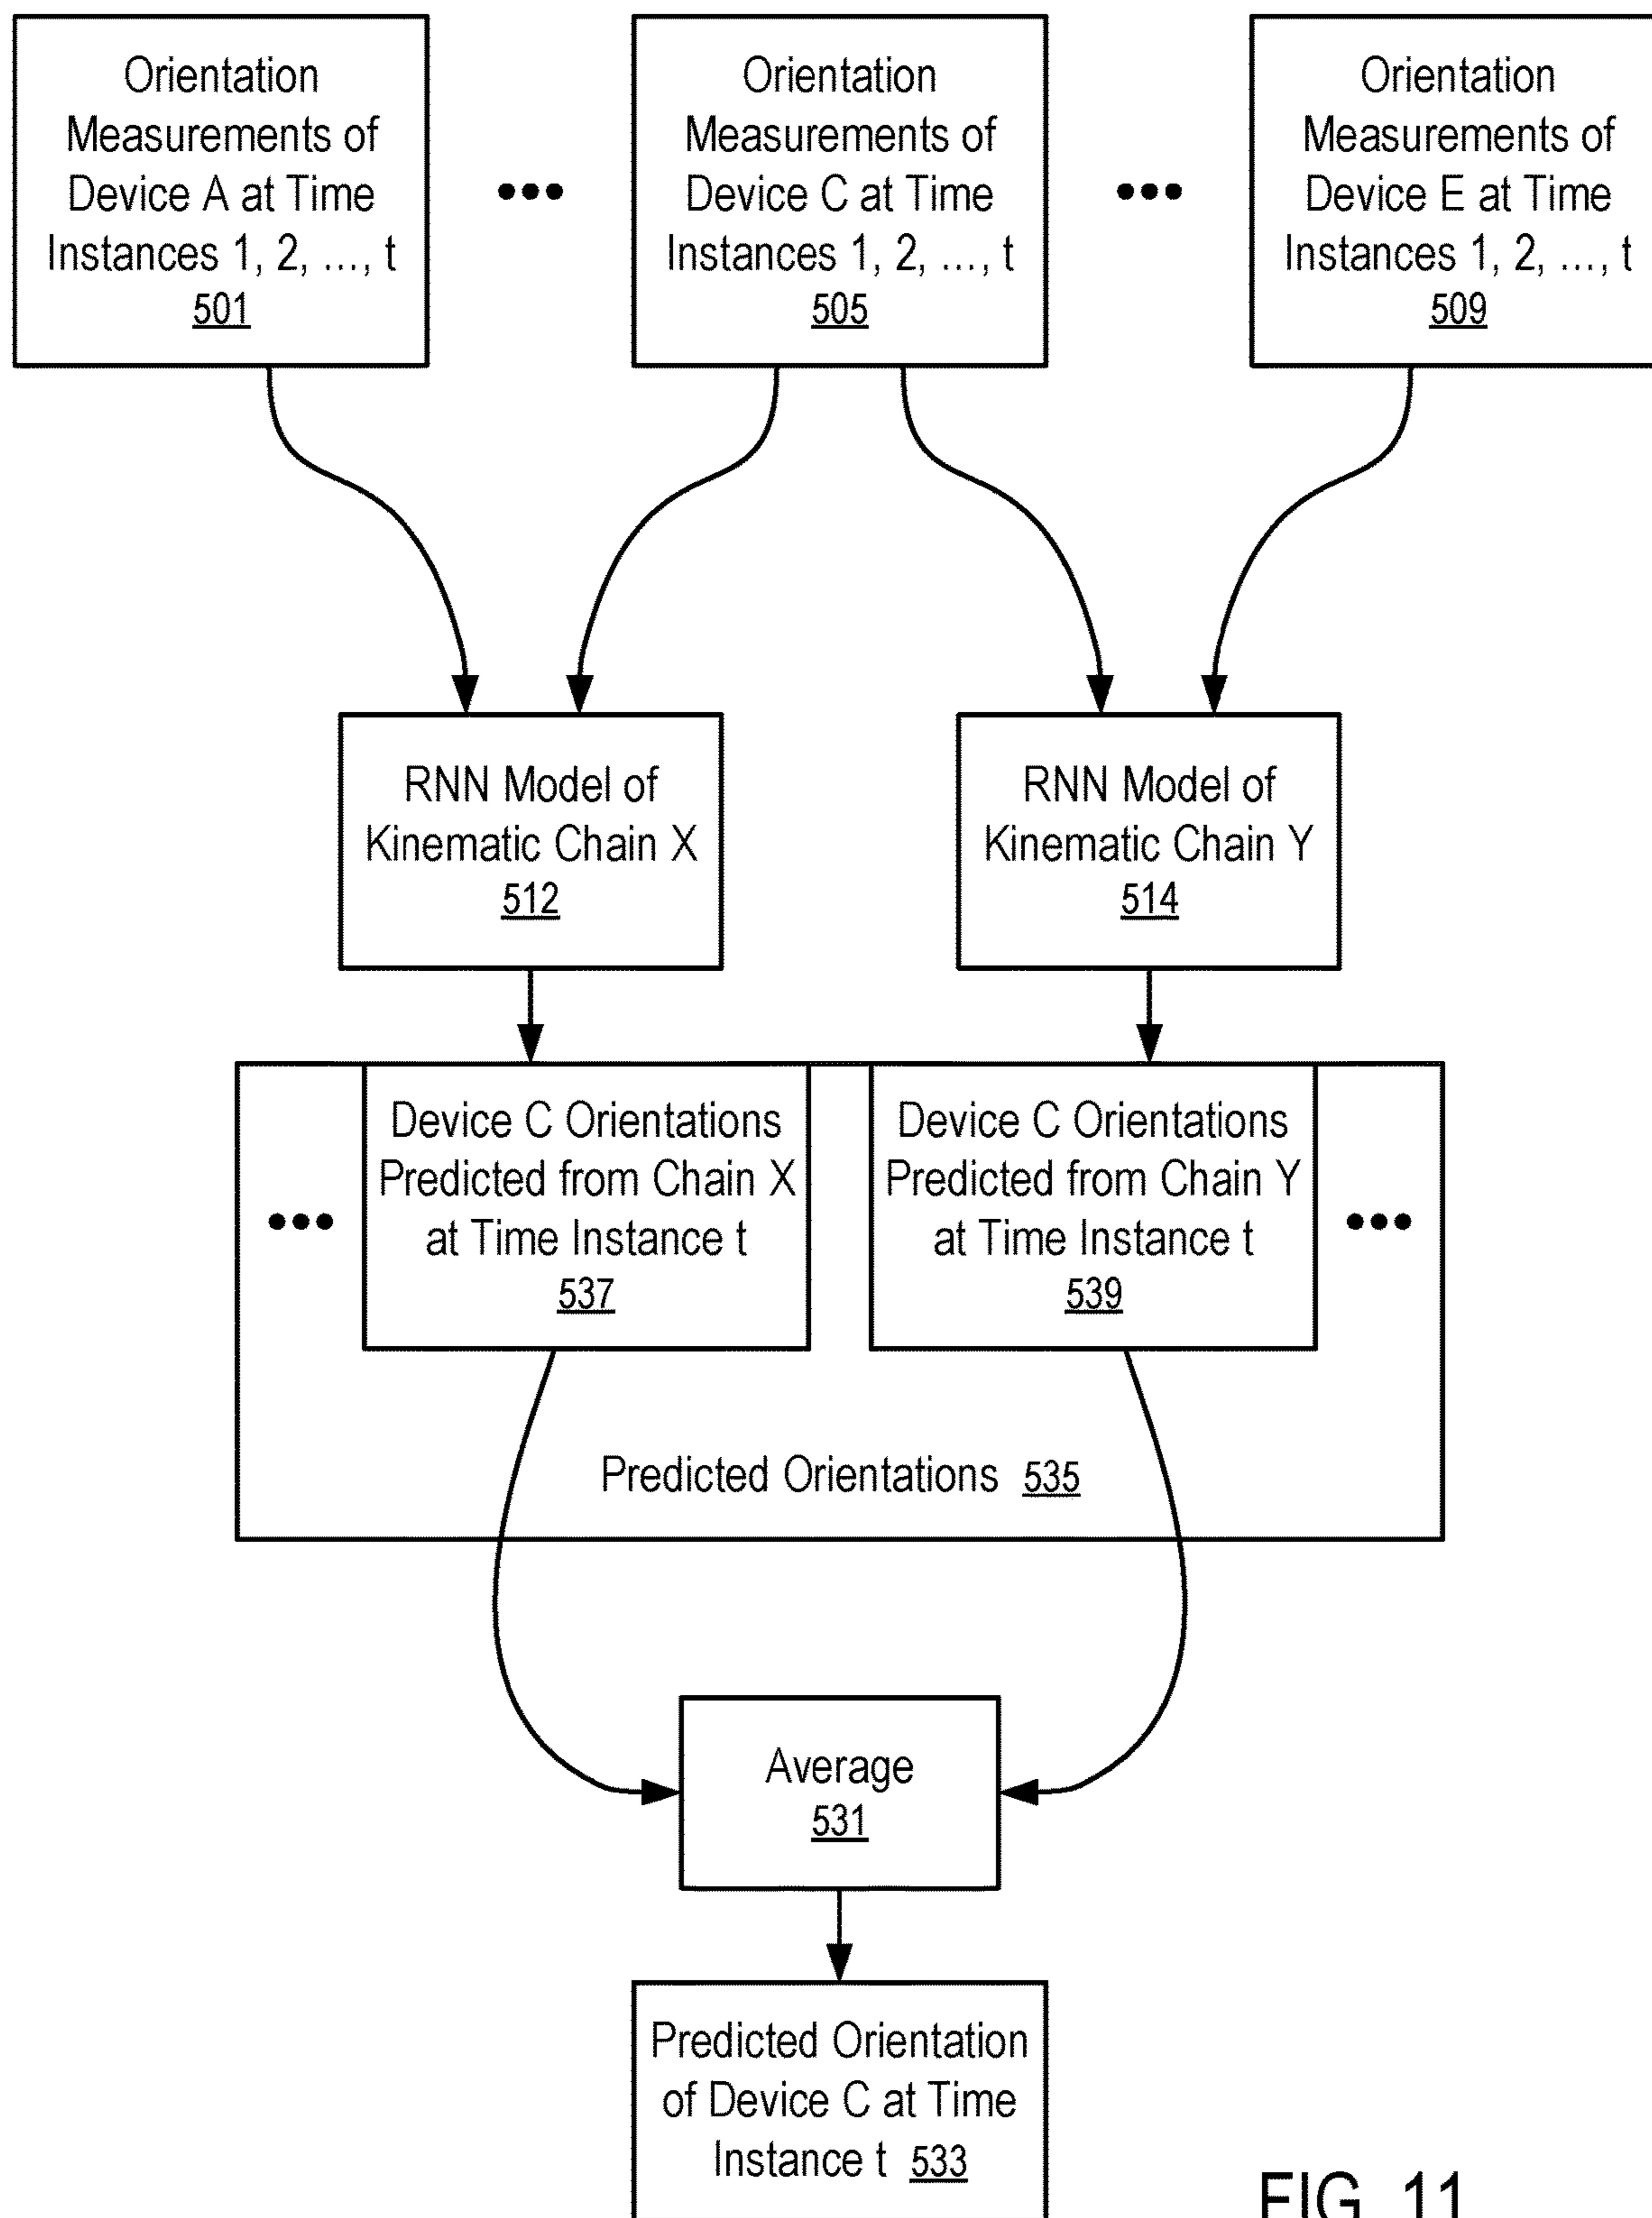 Orientation
Measurements of
Device A at Time
Instances 1, 2, ..., t
501
•••
Orientation
Measurements of
Device C at Time
Instances 1, 2, ..., t
505
•••
Orientation
Measurements of
Device E at Time
Instances 1, 2, ..., t
509
RNN Model of
Kinematic Chain X
512
RNN Model of
Kinematic Chain Y
514
•••
Device C Orientations
Predicted from Chain X
at Time Instance t
537
Device C Orientations
Predicted from Chain Y
at Time Instance t
539
•••
Predicted Orientations 535
Average
531
Predicted Orientation
of Device C at Time
Instance t 533
FIG. 11